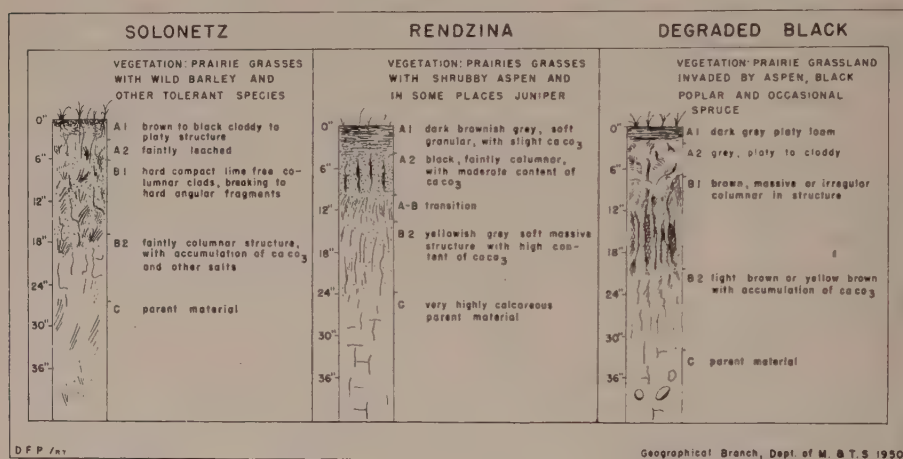 SOLONETZ
VEGETATION: PRAIRIE GRASSES
WITH WILD BARLEY AND
OTHER TOLERANT SPECIES
0"
A1 brown to black cloddy to
platy structure
A2 faintly leached
6"
B1 hard compact lime free co-
lumnar clods, breaking to
hard angular fragments
12"
18"
B2 faintly columnar structure,
with accumulation of caco3
and other salts
24"
C parent material
30"
36"
RENDZINA
VEGETATION: PRAIRIES GRASSES
WITH SHRUBBY ASPEN AND
IN SOME PLACES JUNIPER
0"
A1 dark brownish grey, soft
granular, with slight caco3
6"
A2 black, faintly columnar,
with moderate content of
caco3
12"
A-B transition
B2 yellowish grey soft massive
structure with high con-
tent of caco3
18"
24"
C very highly calcareous
parent material
30"
36"
DEGRADED BLACK
VEGETATION: PRAIRIE GRASSLAND
INVADED BY ASPEN, BLACK
POPLAR AND OCCASIONAL
SPRUCE
0"
A1 dark grey platy loam
A2 grey, platy to cloddy
6"
B1 brown, massive or irregular
columnar in structure
12"
18"
B2 light brown or yellow brown
with accumulation of caco3
24"
30"
C parent material
36"
DFP/
Geographical Branch, Dept. of M. & T.S 1950